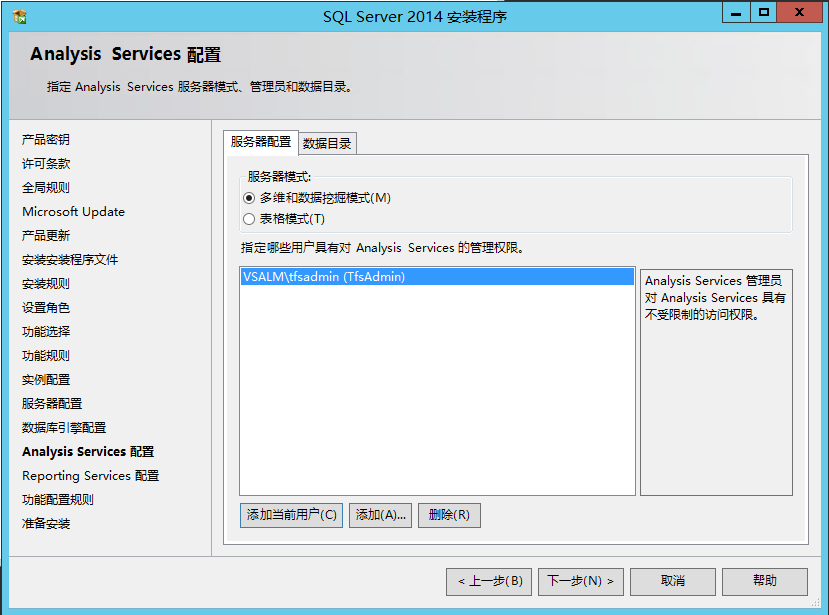 SQL Server 2014 安装程序
Analysis Services 配置
指定 Analysis Services 服务器模式、管理员和数据目录。
产品密钥
许可条款
全局规则
Microsoft Update
产品更新
安装安装程序文件
安装规则
设置角色
功能选择
功能规则
实例配置
服务器配置
数据库引擎配置
Analysis Services 配置
Reporting Services 配置
功能配置规则
准备安装
服务器配置 数据目录
服务器模式:
多维和数据挖掘模式(M)
表格模式(T)
指定哪些用户具有对 Analysis Services 的管理权限。
VSALM\tfsadmin (TfsAdmin)
Analysis Services 管理员
对 Analysis Services 具有
不受限制的访问权限。
添加当前用户(C) 添加(A)... 删除(R)
< 上一步(B) 下一步(N) > 取消 帮助